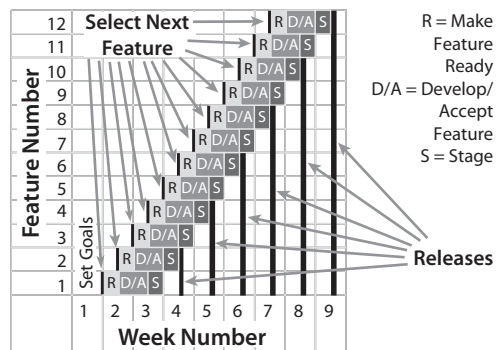 12 Select Next R D/A S
11 Feature R D/A S
10 R D/A S
9 R D/A S
8 R D/A S
7 R D/A S
6 R D/A S
5 R D/A S
4 R D/A S
3 R D/A S
2 R D/A S
1 R D/A S
Feature Number
Set Goals
1 2 3 4 5 6 7 8 9
Week Number
R = Make
Feature
Ready
D/A = Develop/
Accept
Feature
S = Stage
Releases